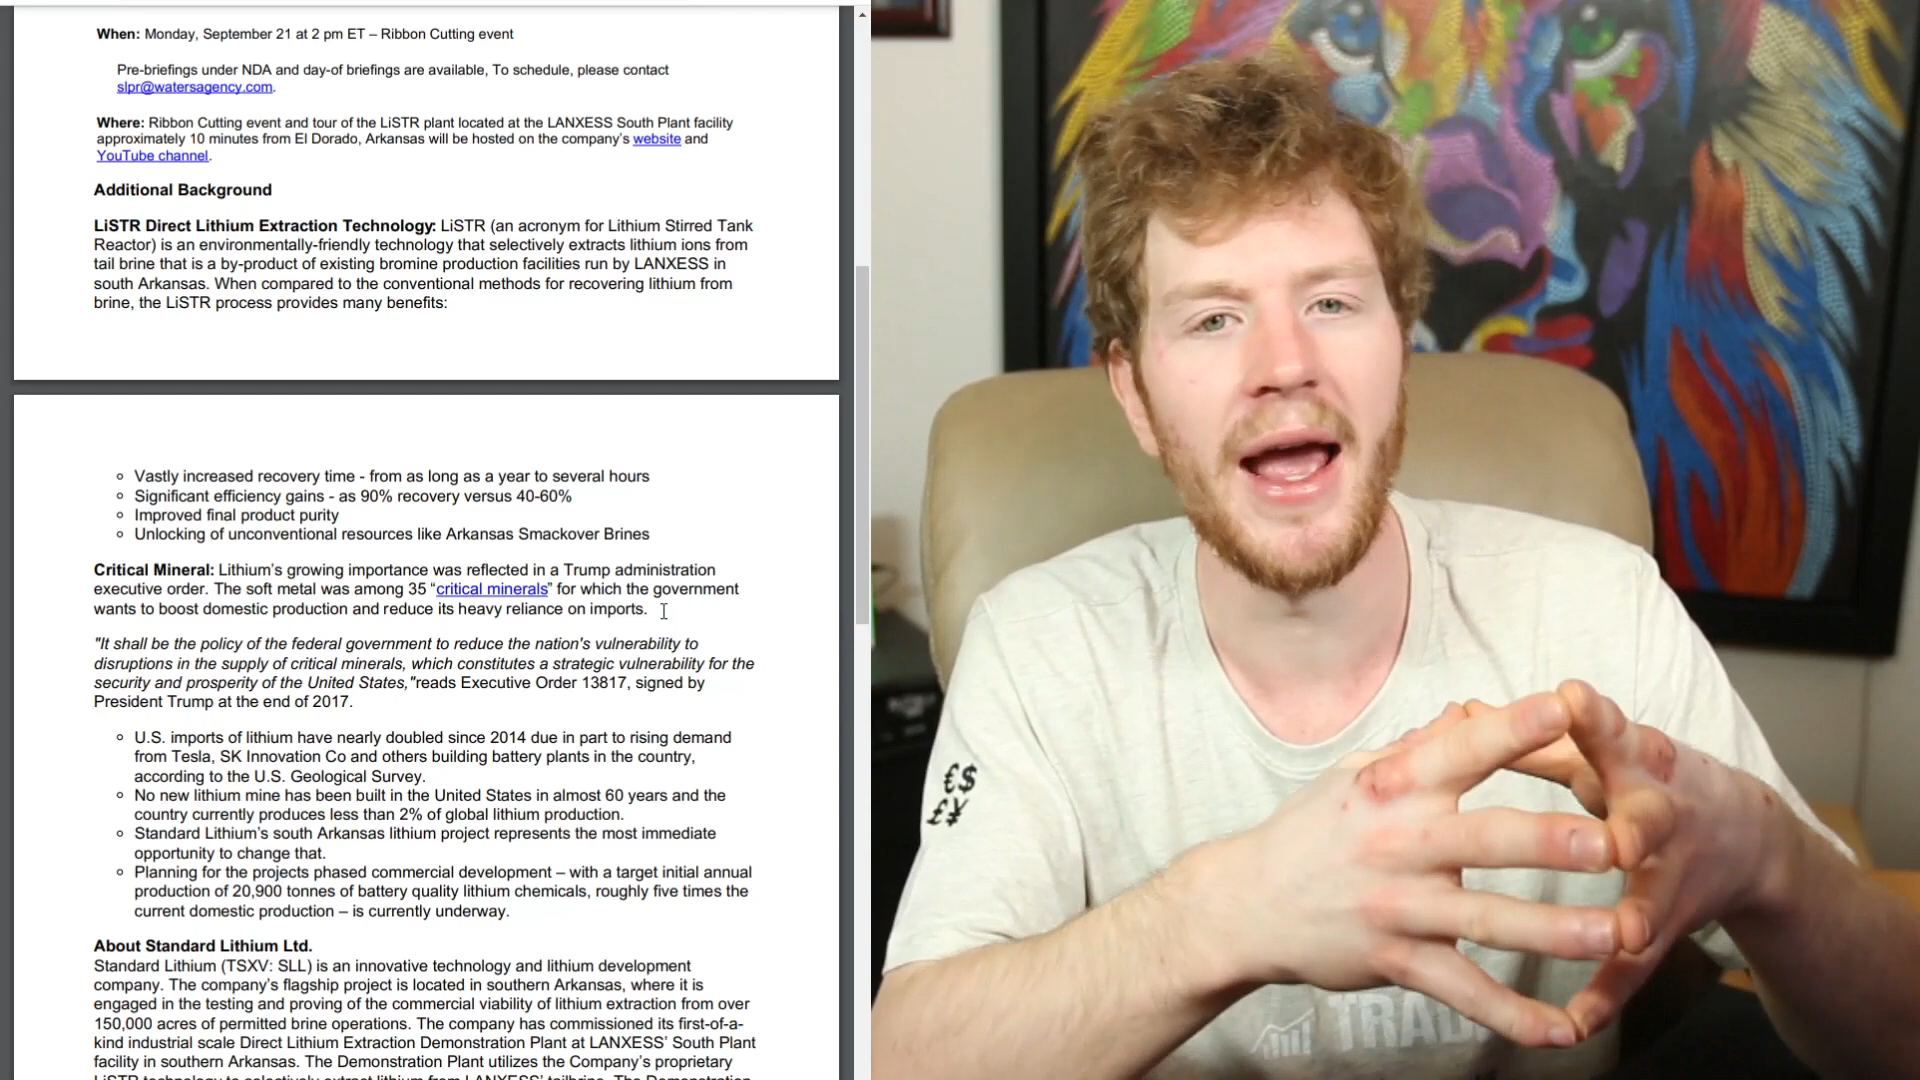 When: Monday, September 21 at 2 pm ET – Ribbon Cutting event
Pre-briefings under NDA and day-of briefings are available, To schedule, please contact
slpr@watersagency.com.
Where: Ribbon Cutting event and tour of the LiSTR plant located at the LANXESS South Plant facility
approximately 10 minutes from El Dorado, Arkansas will be hosted on the company's website and
YouTube channel.
Additional Background
LiSTR Direct Lithium Extraction Technology: LiSTR (an acronym for Lithium Stirred Tank
Reactor) is an environmentally-friendly technology that selectively extracts lithium ions from
tail brine that is a by-product of existing bromine production facilities run by LANXESS in
south Arkansas. When compared to the conventional methods for recovering lithium from
brine, the LiSTR process provides many benefits:
Vastly increased recovery time - from as long as a year to several hours
Significant efficiency gains - as 90% recovery versus 40-60%
Improved final product purity
Unlocking of unconventional resources like Arkansas Smackover Brines
Critical Mineral: Lithium's growing importance was reflected in a Trump administration
executive order. The soft metal was among 35 “critical minerals” for which the government
wants to boost domestic production and reduce its heavy reliance on imports.
"It shall be the policy of the federal government to reduce the nation's vulnerability to
disruptions in the supply of critical minerals, which constitutes a strategic vulnerability for the
security and prosperity of the United States,"reads Executive Order 13817, signed by
President Trump at the end of 2017.
U.S. imports of lithium have nearly doubled since 2014 due in part to rising demand
from Tesla, SK Innovation Co and others building battery plants in the country,
according to the U.S. Geological Survey.
No new lithium mine has been built in the United States in almost 60 years and the
country currently produces less than 2% of global lithium production.
Standard Lithium's south Arkansas lithium project represents the most immediate
opportunity to change that.
Planning for the projects phased commercial development – with a target initial annual
production of 20,900 tonnes of battery quality lithium chemicals, roughly five times the
current domestic production – is currently underway.
About Standard Lithium Ltd.
Standard Lithium (TSXV: SLL) is an innovative technology and lithium development
company. The company's flagship project is located in southern Arkansas, where it is
engaged in the testing and proving of the commercial viability of lithium extraction from over
150,000 acres of permitted brine operations. The company has commissioned its first-of-a-
kind industrial scale Direct Lithium Extraction Demonstration Plant at LANXESS' South Plant
facility in southern Arkansas. The Demonstration Plant utilizes the Company's proprietary
LiSTR technology to selectively extract lithium from LANXESS' tailbrine. The Demonstration
€$
£¥
TRAD